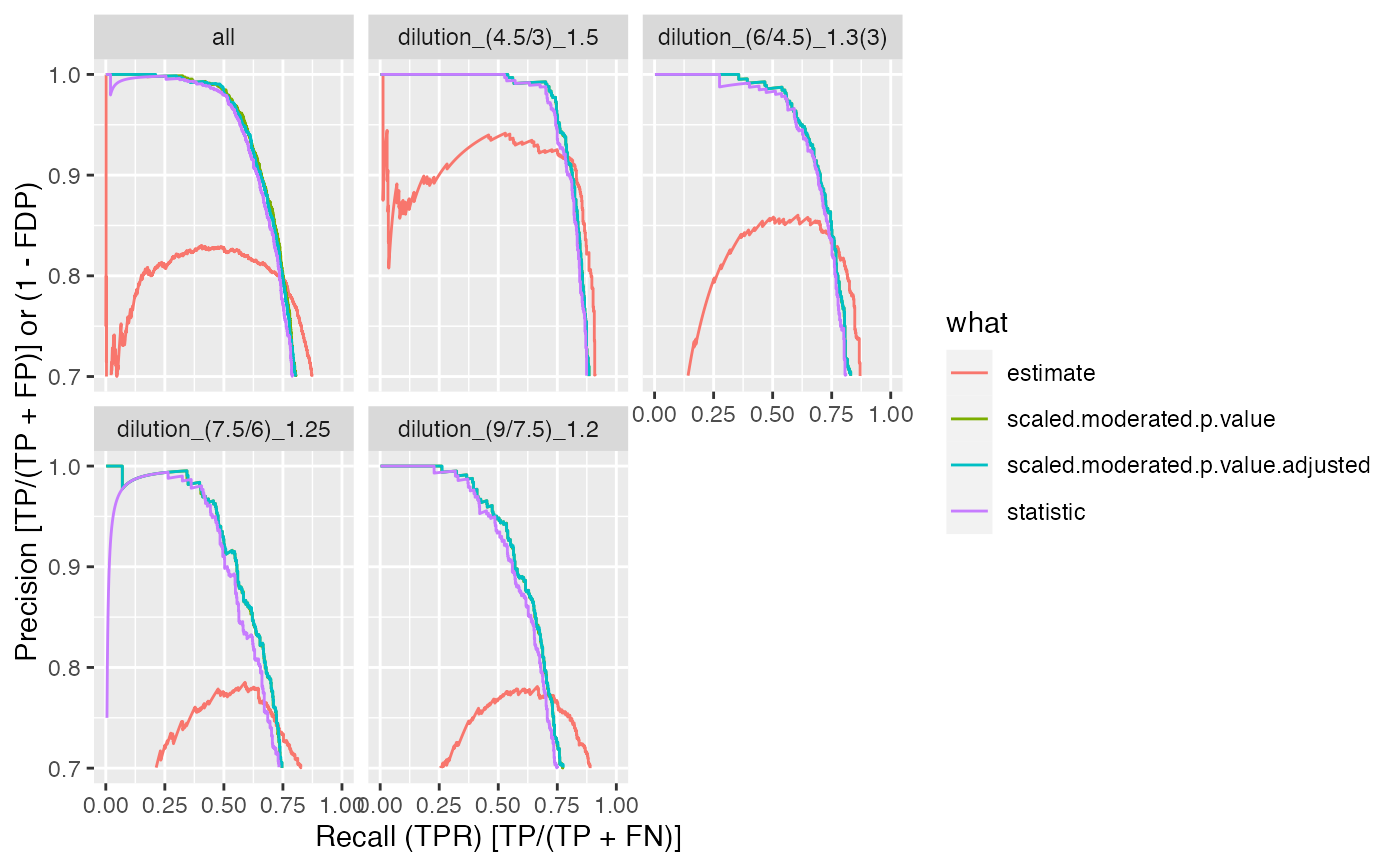 all
dilution_(4.5/3)_1.5
dilution_(6/4.5)_1.3(3)
1.0
0.9
0.8
0.7
0.00 0.25 0.50 0.75 1.00
dilution_(7.5/6)_1.25
dilution_(9/7.5)_1.2
1.0
0.9
0.8
0.7
0.00 0.25 0.50 0.75 1.00
0.00 0.25 0.50 0.75 1.00
Precision [TP/(TP + FP)] or (1 - FDP)
Recall (TPR) [TP/(TP + FN)]
what
estimate
scaled.moderated.p.value
scaled.moderated.p.value.adjusted
statistic